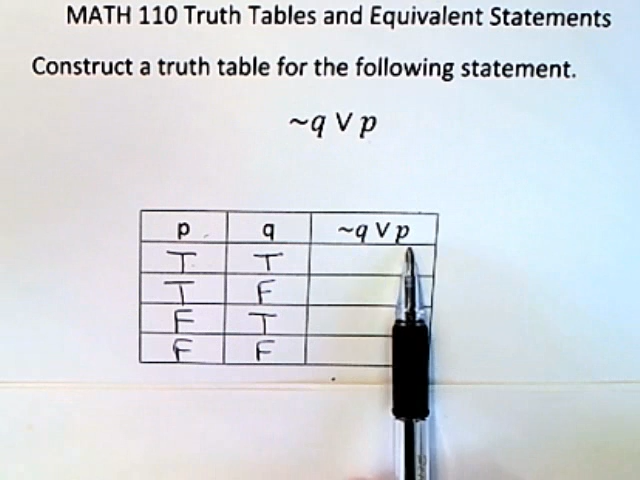 MATH 110 Truth Tables and Equivalent Statements
Construct a truth table for the following statement.
~q ∨ p
p q ~q ∨ p
T T
T F
F T
F F